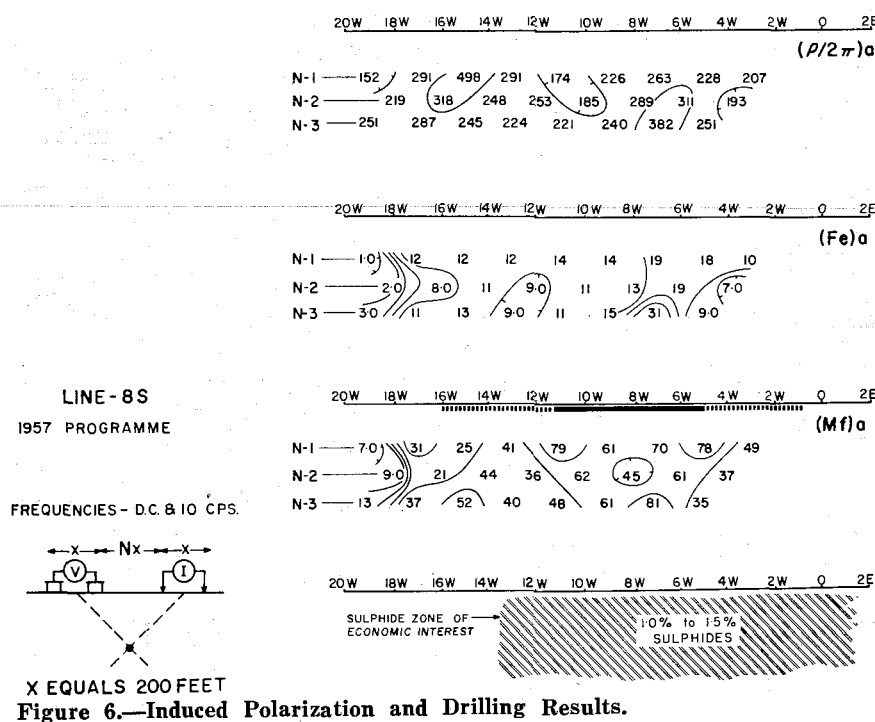 20W 18W 16W 14W 12W 10W 8W 6W 4W 2W 0 2E
(ρ/2π)a
N-1 152 291 498 291 174 226 263 228 207
N-2 219 318 248 253 185 289 311 193
N-3 251 287 245 224 221 240 382 251
20W 18W 16W 14W 12W 10W 8W 6W 4W 2W 0 2E
(Fe)a
N-1 1·0 12 12 12 14 14 19 18 10
N-2 2·0 8·0 11 9·0 11 13 19 7·0
N-3 3·0 11 13 9·0 11 15 31 9·0
20W 18W 16W 14W 12W 10W 8W 6W 4W 2W 0 2E
(Mf)a
N-1 7·0 31 25 41 79 61 70 78 49
N-2 9·0 21 44 36 62 45 61 37
N-3 13 37 52 40 48 61 81 35
LINE-8S
1957 PROGRAMME
FREQUENCIES- D.C. & 10 CPS.
x Nx x
V I
X EQUALS 200 FEET
20W 18W 16W 14W 12W 10W 8W 6W 4W 2W 0 2E
SULPHIDE ZONE OF
ECONOMIC INTEREST
1·0% to 1·5%
SULPHIDES
Figure 6.—Induced Polarization and Drilling Results.